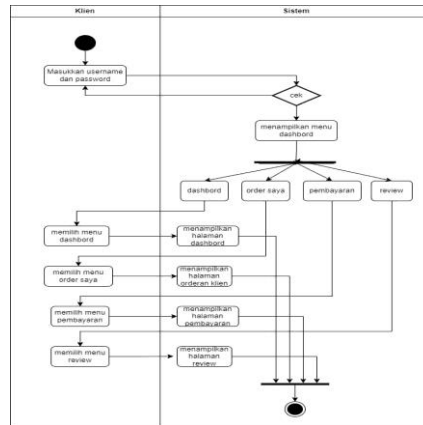 Klien
Sistem
Masukkan username
dan password
cek
menampilkan menu
dashbord
dashbord
order saya
pembayaran
review
memilih menu
dashbord
menampilkan
halaman
dashbord
memilih menu
order saya
menampilkan
halaman
orderan klien
memilih menu
pembayaran
menampilkan
halaman
pembayaran
memilih menu
review
menampilkan
halaman
review